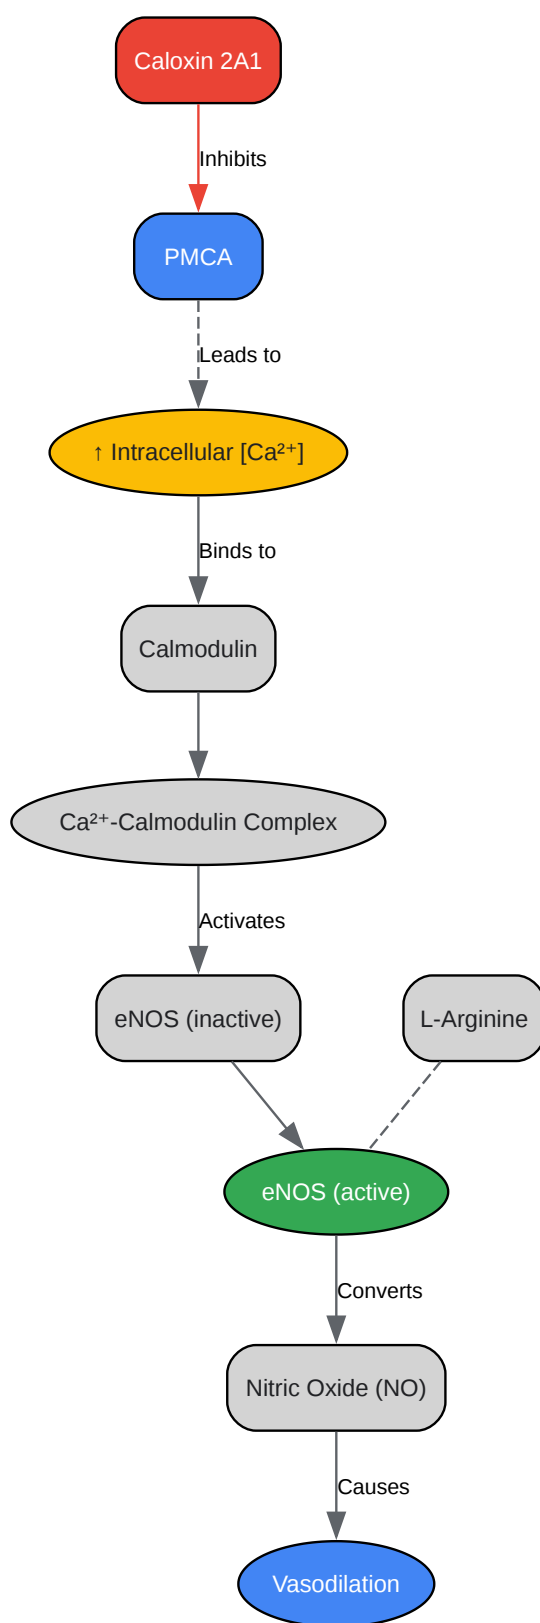 Caloxin 2A1
Inhibits
PMCA
Leads to
↑ Intracellular [Ca²⁺]
Binds to
Calmodulin
Ca²⁺-Calmodulin Complex
Activates
eNOS (inactive)
L-Arginine
eNOS (active)
Converts
Nitric Oxide (NO)
Causes
Vasodilation